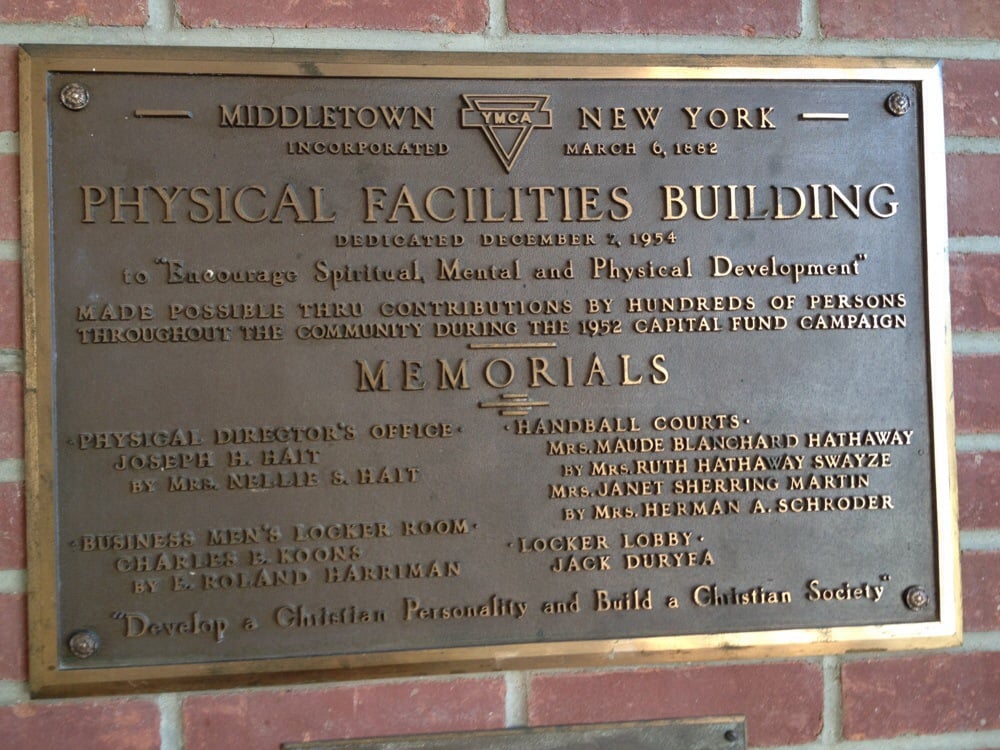 MIDDLETOWN YMCA NEW YORK
INCORPORATED MARCH 6, 1882
PHYSICAL FACILITIES BUILDING
DEDICATED DECEMBER 7, 1954
to "Encourage Spiritual, Mental and Physical Development"
MADE POSSIBLE THRU CONTRIBUTIONS BY HUNDREDS OF PERSONS
THROUGHOUT THE COMMUNITY DURING THE 1952 CAPITAL FUND CAMPAIGN
MEMORIALS
·PHYSICAL DIRECTOR'S OFFICE·
JOSEPH H. HAIT
BY MRS. NELLIE S. HAIT
·BUSINESS MEN'S LOCKER ROOM·
CHARLES E. KOONS
BY E. ROLAND HARRIMAN
·HANDBALL COURTS·
MRS. MAUDE BLANCHARD HATHAWAY
BY MRS. RUTH HATHAWAY SWAYZE
MRS. JANET SHERRING MARTIN
BY MRS. HERMAN A. SCHRODER
·LOCKER LOBBY·
JACK DURYEA
"Develop a Christian Personality and Build a Christian Society"